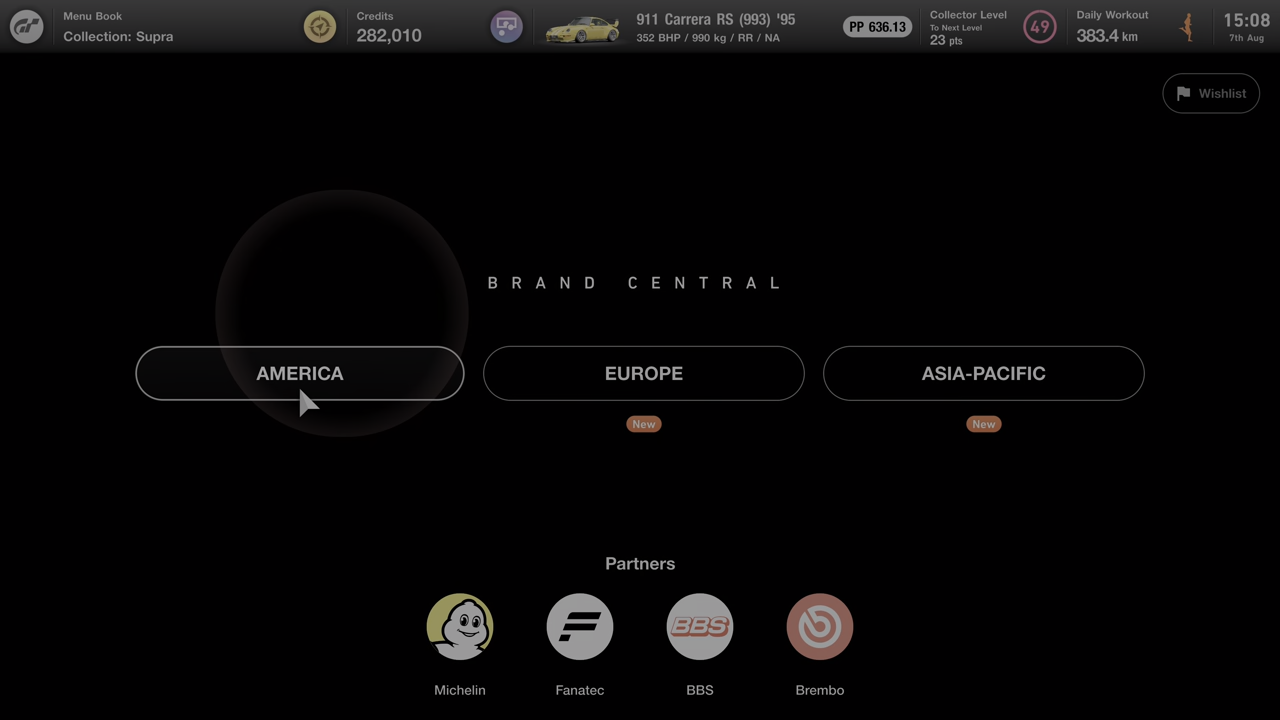 Menu Book
Collection: Supra
Credits
282,010
911 Carrera RS (993) '95
352 BHP / 990 kg / RR / NA
PP 636.13
Collector Level
To Next Level
23 pts
49
Daily Workout
383.4 km
15:08
7th Aug
Wishlist
BRAND CENTRAL
AMERICA
EUROPE
ASIA-PACIFIC
New
New
Partners
BBS
Michelin
Fanatec
BBS
Brembo